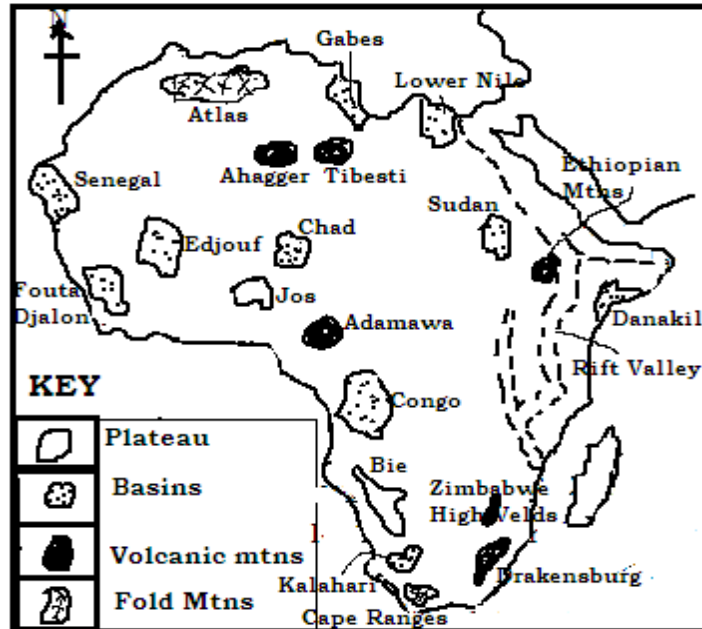 N
Gabes
Lower Nile
Atlas
Ethiopian
Mtns
Ahagger Tibesti
Senegal
Sudan
Chad
Edjouf
Fouta
Djalon
Jos
Danakil
Adamawa
Rift Valley
KEY
Congo
Plateau
Bie
Basins
Zimbabwe
High Velds
Volcanic mtns
Kalahari
Drakensburg
Fold Mtns
Cape Ranges